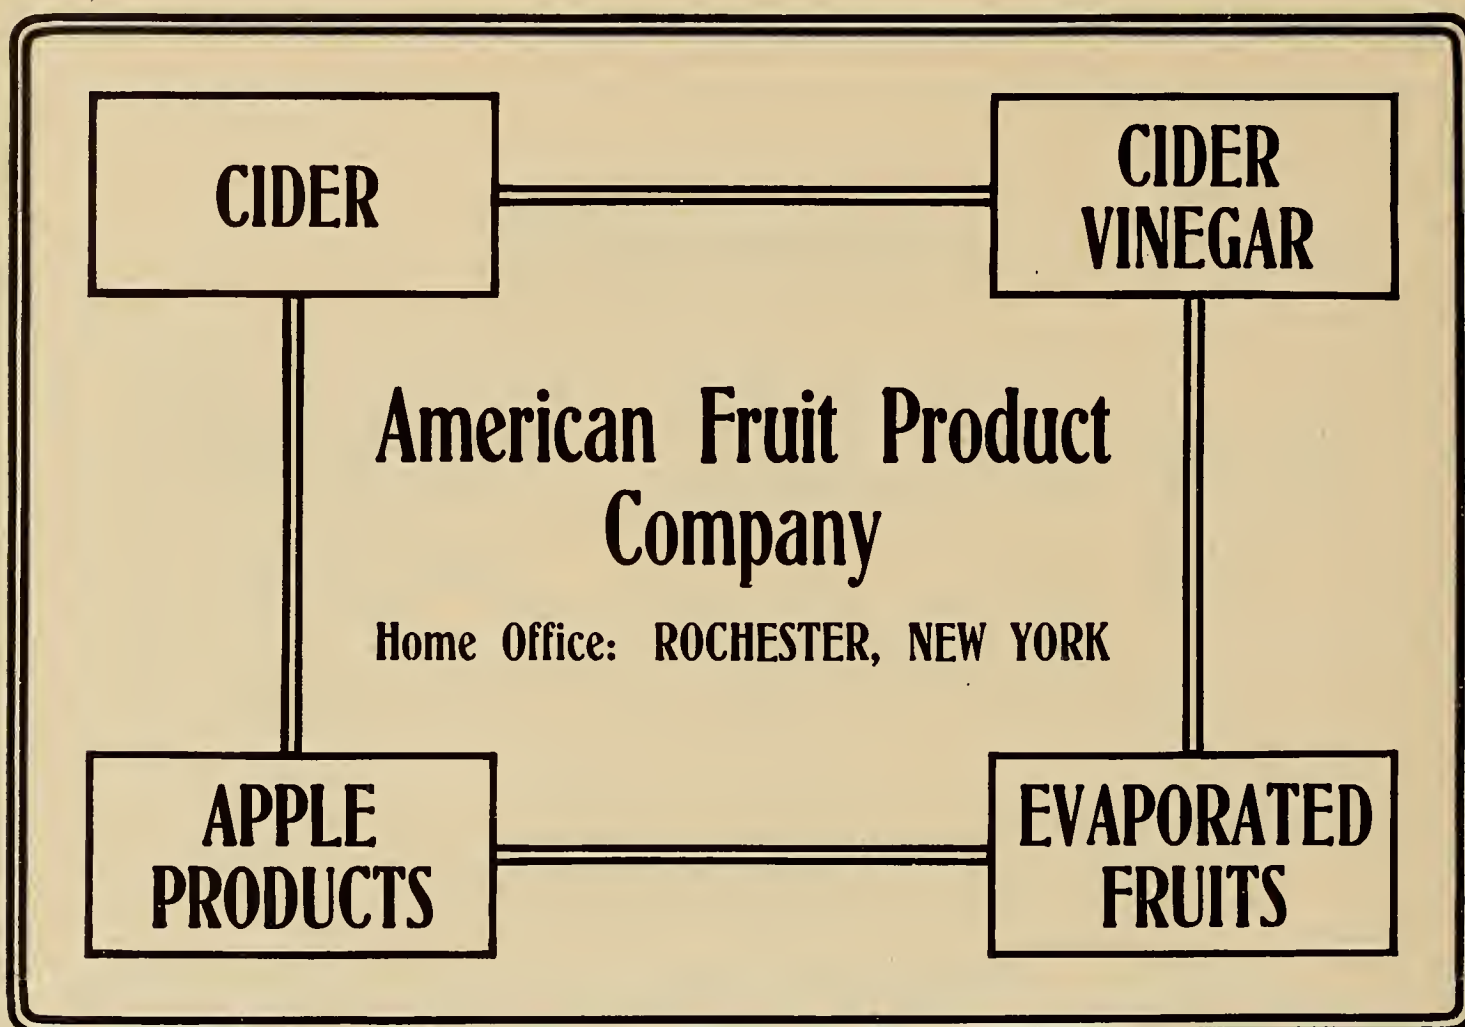 CIDER
CIDER
VINEGAR
American Fruit Product
Company
Home Office: ROCHESTER, NEW YORK
APPLE
PRODUCTS
EVAPORATED
FRUITS